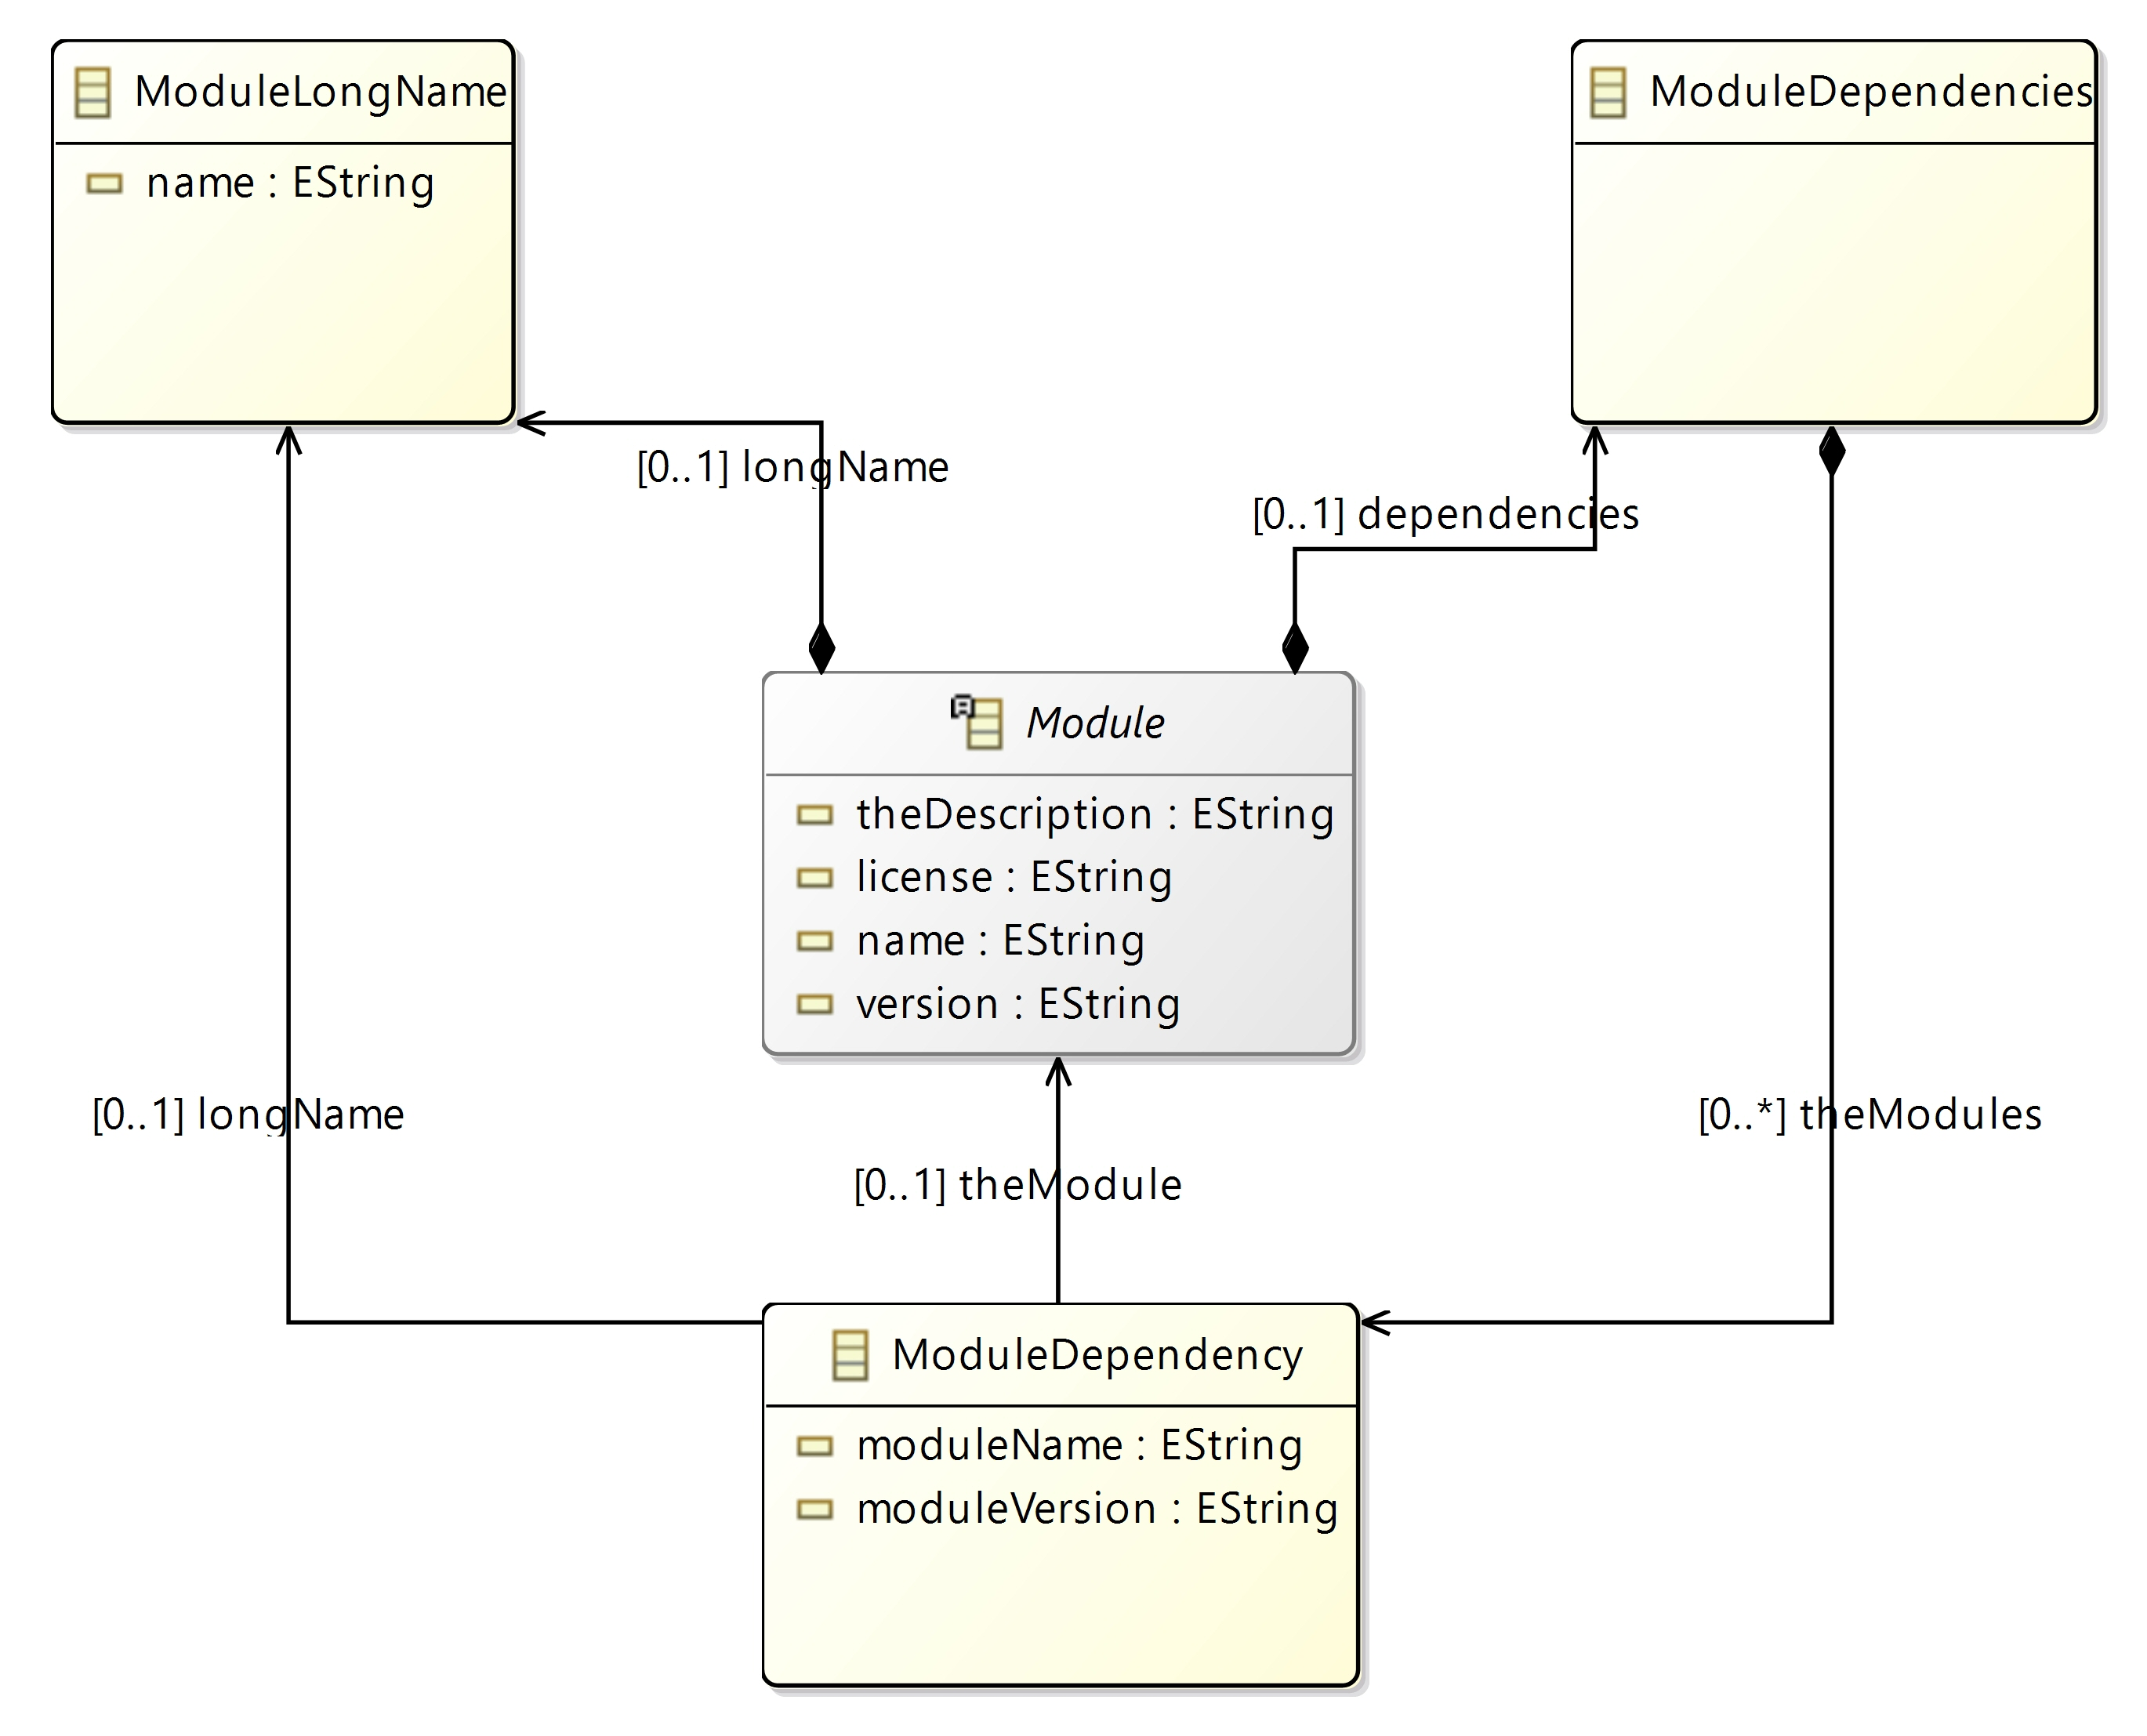 ModuleLongName
name : EString
ModuleDependencies
[0..1] longName
[0..1] dependencies
Module
theDescription : EString
license : EString
name : EString
version : EString
[0..1] longName
[0..*] theModules
[0..1] theModule
ModuleDependency
moduleName : EString
moduleVersion : EString